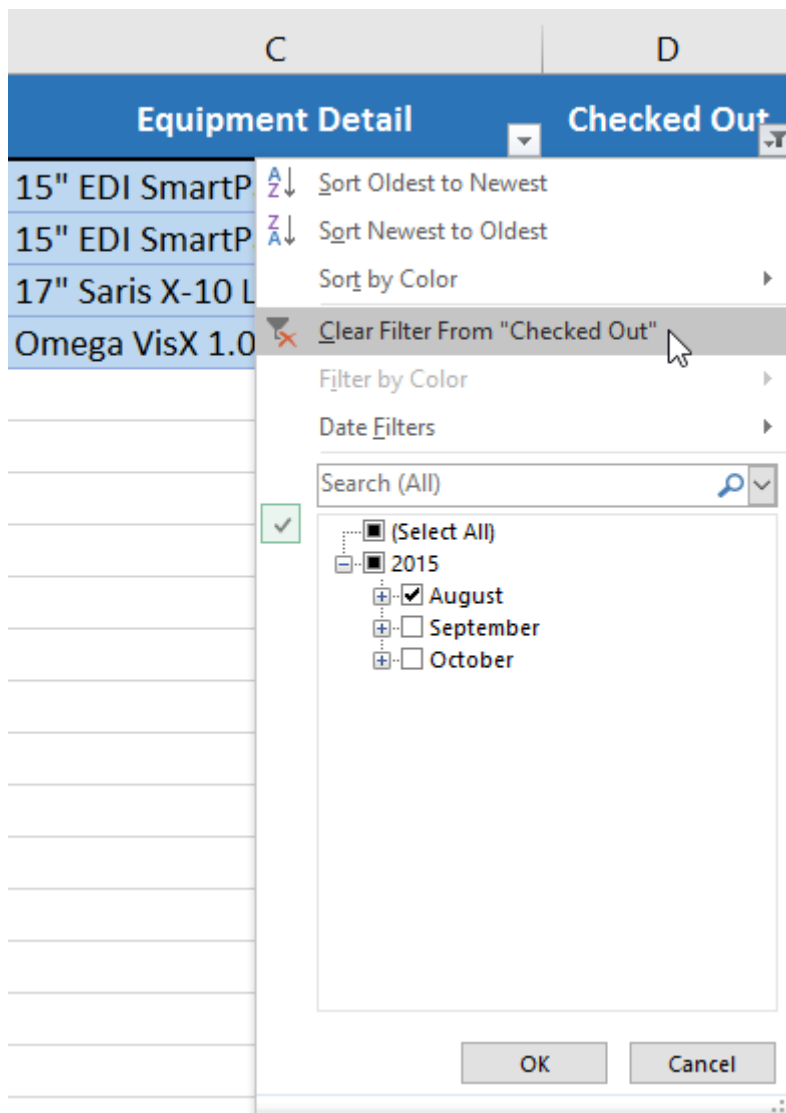 C D
Equipment Detail Checked Out
15" EDI SmartP
15" EDI SmartP
17" Saris X-10 L
Omega VisX 1.0
Sort Oldest to Newest
Sort Newest to Oldest
Sort by Color
Clear Filter From "Checked Out"
Filter by Color
Date Filters
Search (All)
(Select All)
2015
August
September
October
OK Cancel